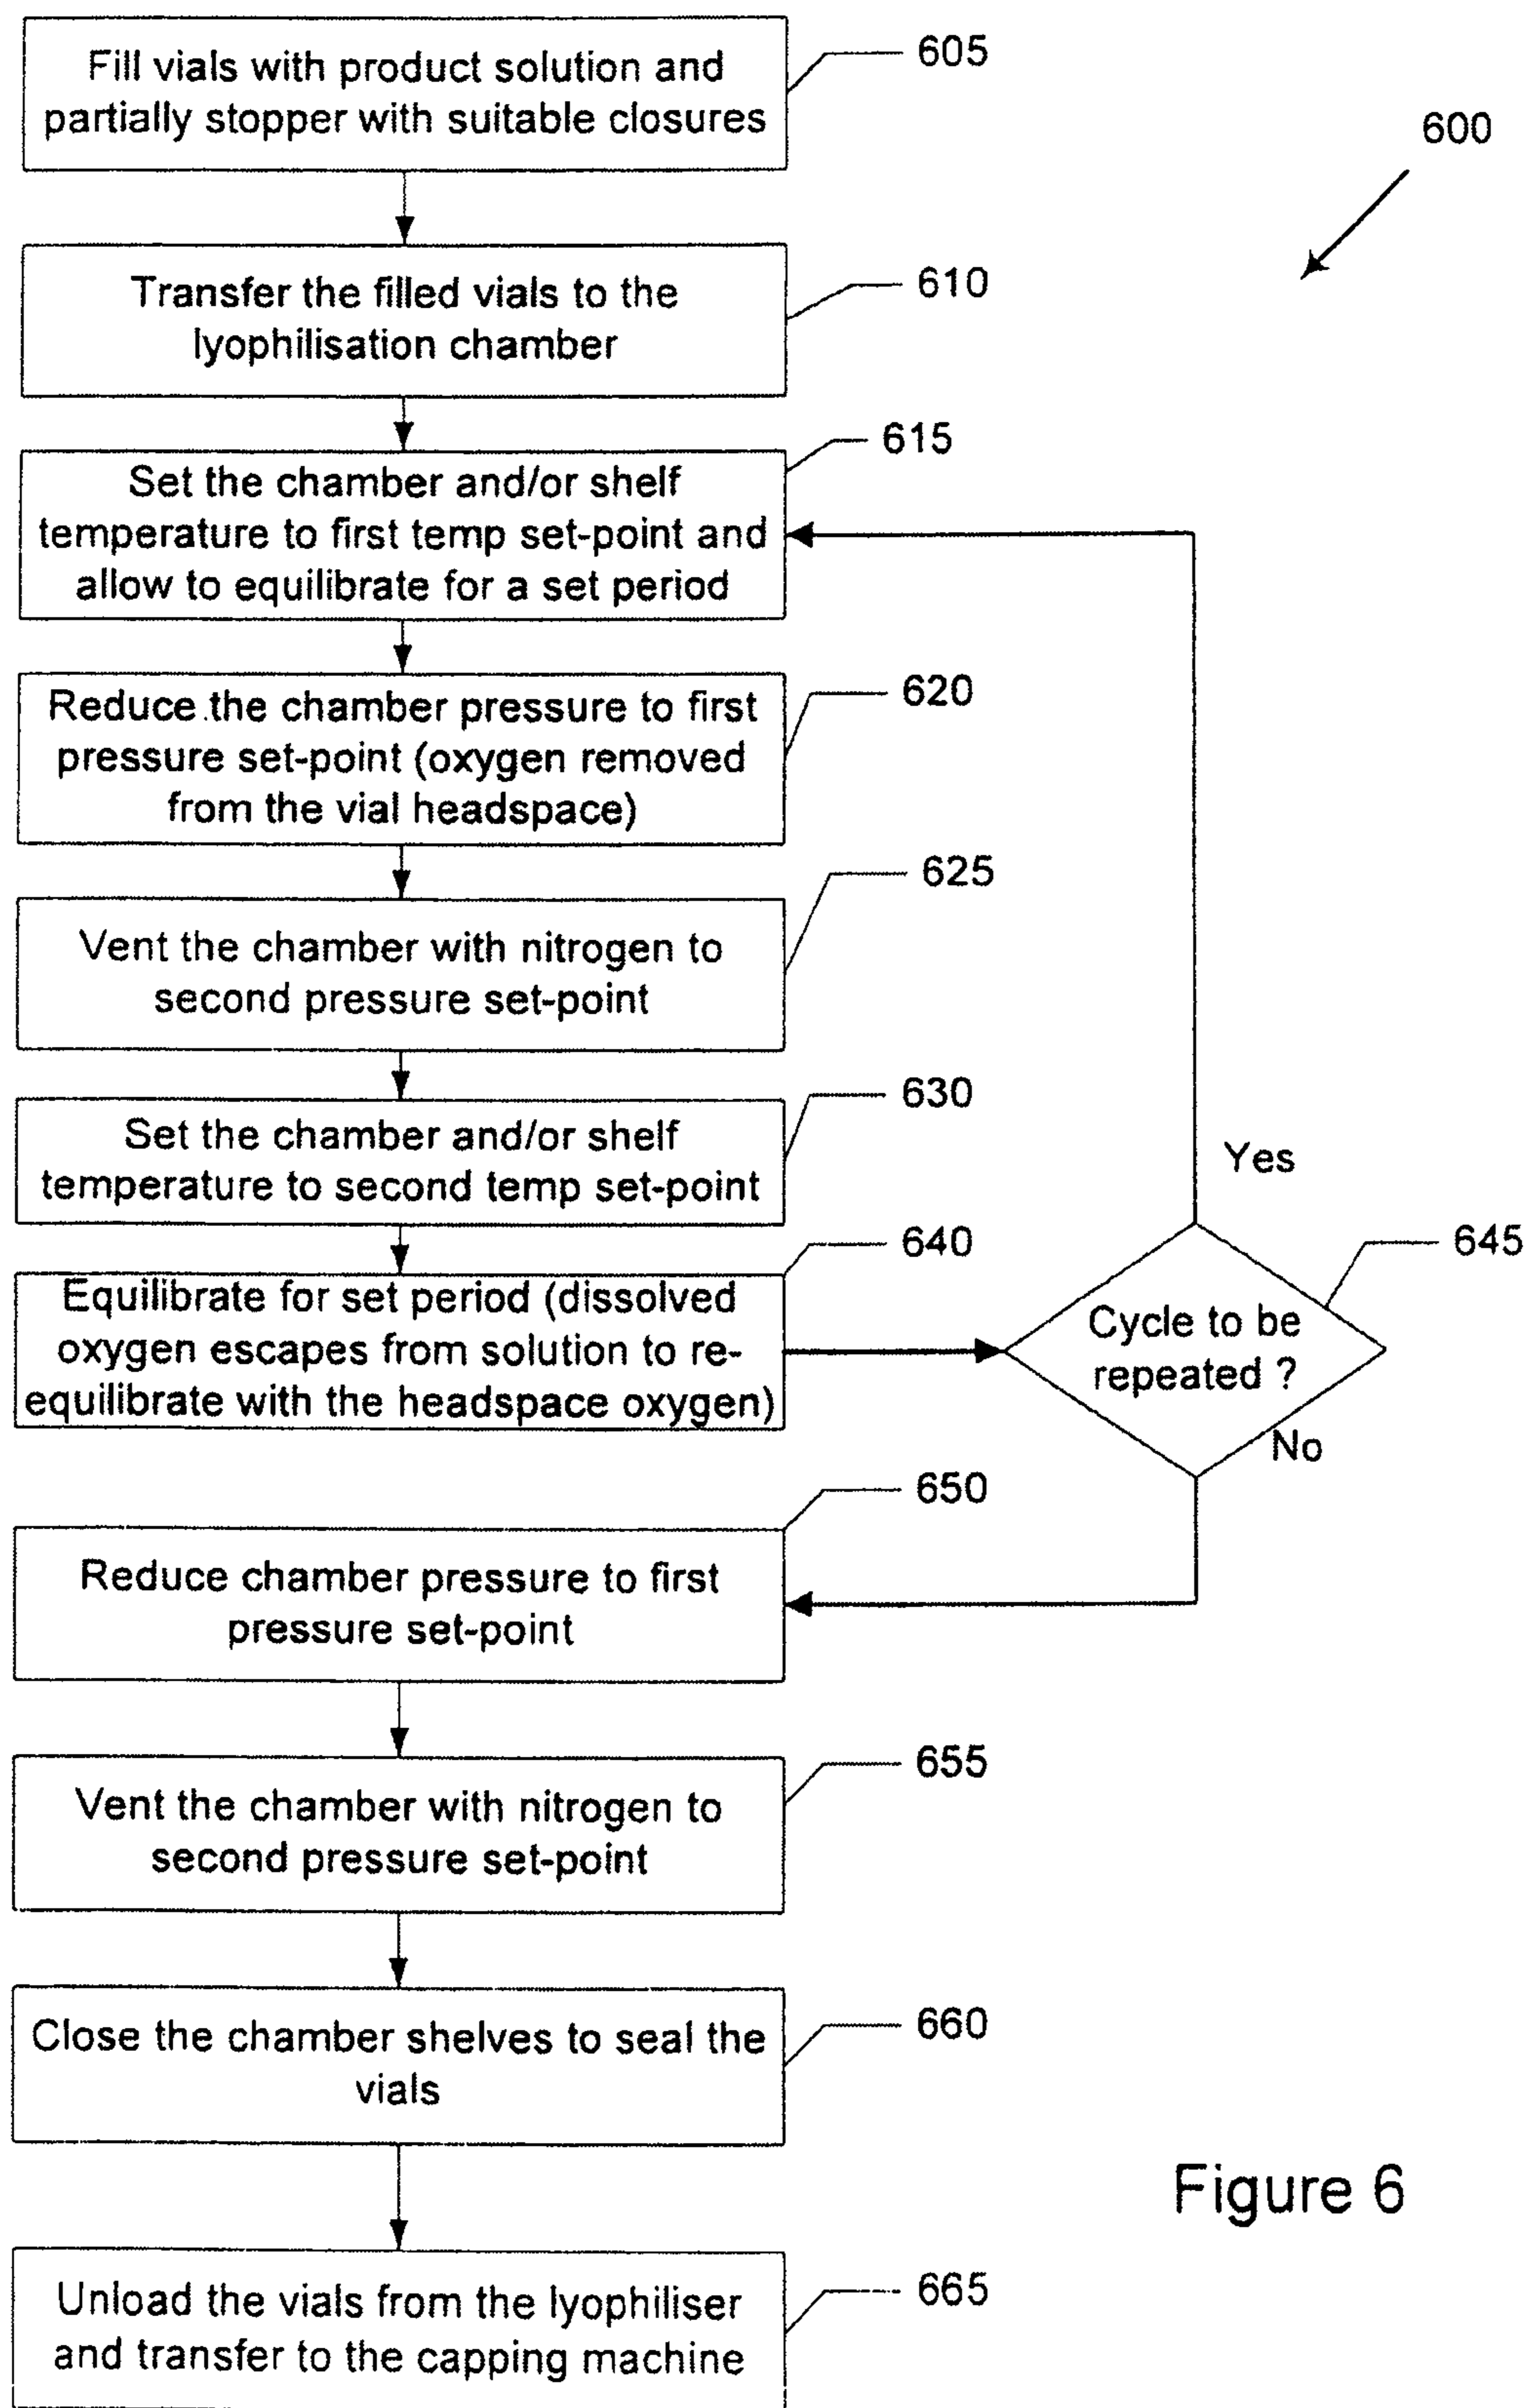 Fill vials with product solution and
partially stopper with suitable closures
605
600
Transfer the filled vials to the
lyophilisation chamber
610
Set the chamber and/or shelf
temperature to first temp set-point and
allow to equilibrate for a set period
615
Reduce the chamber pressure to first
pressure set-point (oxygen removed
from the vial headspace)
620
Vent the chamber with nitrogen to
second pressure set-point
625
Set the chamber and/or shelf
temperature to second temp set-point
630
Equilibrate for set period (dissolved
oxygen escapes from solution to re-
equilibrate with the headspace oxygen)
640
Yes
Cycle to be
repeated ?
645
No
Reduce chamber pressure to first
pressure set-point
650
Vent the chamber with nitrogen to
second pressure set-point
655
Close the chamber shelves to seal the
vials
660
Unload the vials from the lyophiliser
and transfer to the capping machine
665
Figure 6